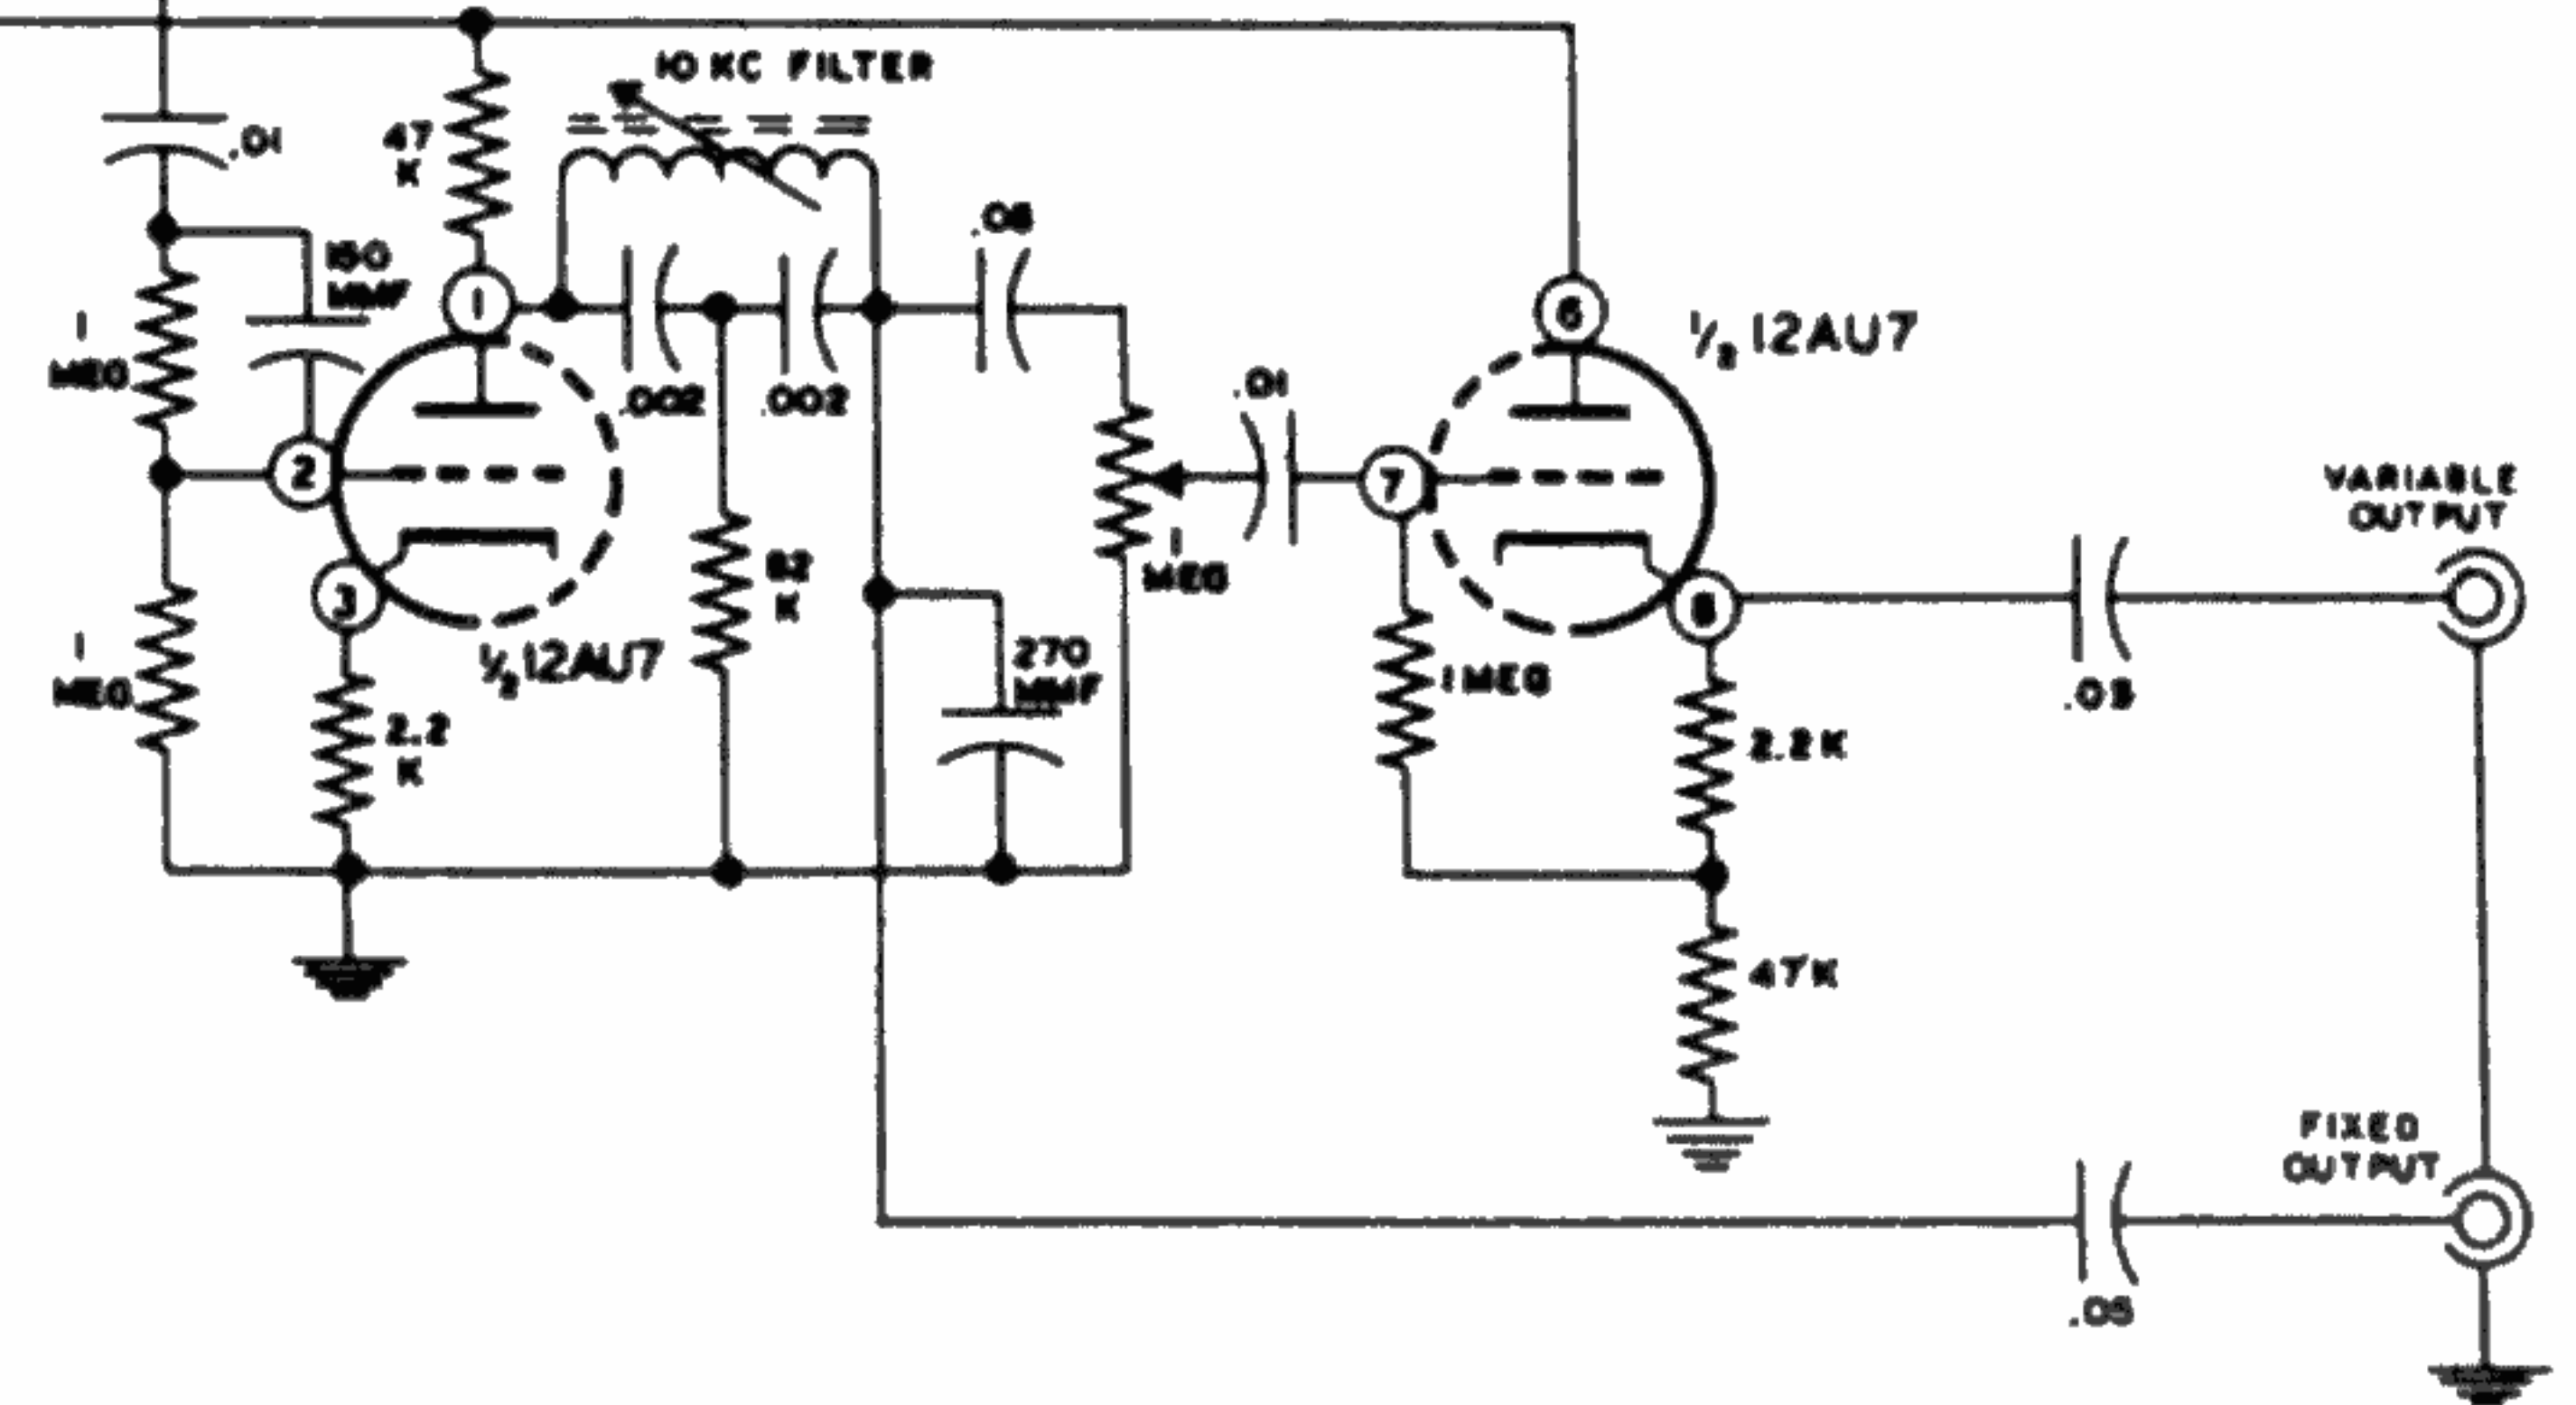 10 KC FILTER
.01
47
K
.05
150
MMF
1
1
MEG
.002
.002
.01
6
½ 12AU7
2
7
VARIABLE
OUTPUT
1
MEG
82
K
3
8
1
MEG
½ 12AU7
270
MMF
1 MEG
2.2
K
2.2K
47K
FIXED
OUTPUT
.05